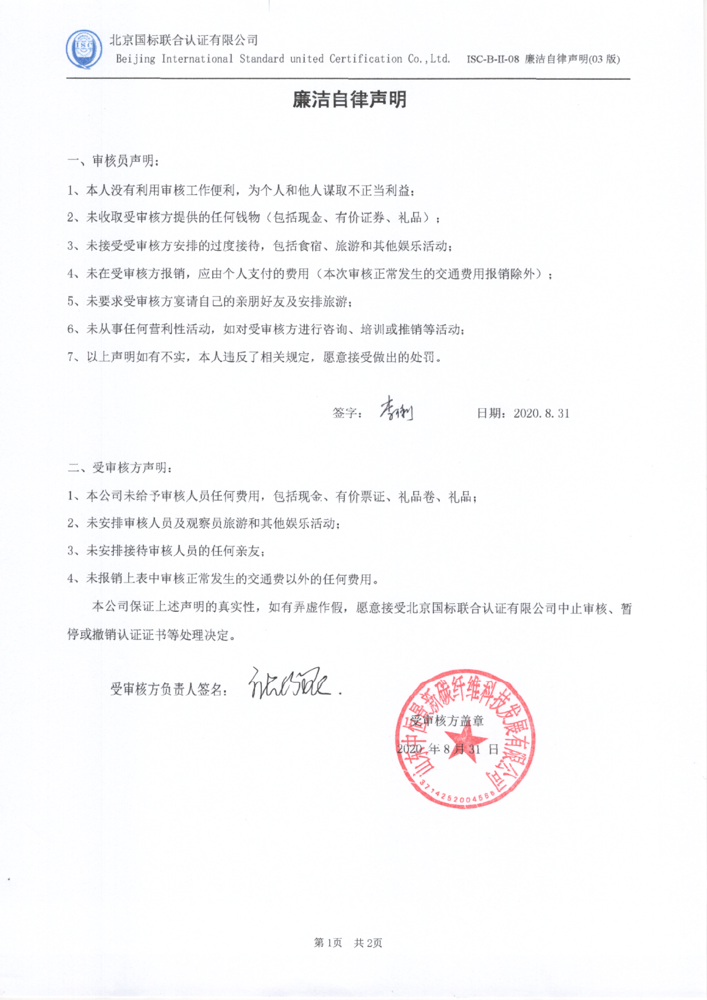 ISC
北京国标联合认证有限公司
Beijing International Standard united Certification Co.,Ltd. ISC-B-II-08 廉洁自律声明(03 版)
廉洁自律声明
一、审核员声明：
1、本人没有利用审核工作便利，为个人和他人谋取不正当利益；
2、未收取受审核方提供的任何钱物（包括现金、有价证券、礼品）；
3、未接受受审核方安排的过度接待，包括食宿、旅游和其他娱乐活动；
4、未在受审核方报销，应由个人支付的费用（本次审核正常发生的交通费用报销除外）；
5、未要求受审核方宴请自己的亲朋好友及安排旅游；
6、未从事任何营利性活动，如对受审核方进行咨询、培训或推销等活动；
7、以上声明如有不实，本人违反了相关规定，愿意接受做出的处罚。
签字： 日期：2020.8.31
二、受审核方声明：
1、本公司未给予审核人员任何费用，包括现金、有价票证、礼品卷、礼品；
2、未安排审核人员及观察员旅游和其他娱乐活动；
3、未安排接待审核人员的任何亲友；
4、未报销上表中审核正常发生的交通费以外的任何费用。
本公司保证上述声明的真实性，如有弄虚作假，愿意接受北京国标联合认证有限公司中止审核、暂
停或撤销认证证书等处理决定。
受审核方负责人签名：
山东中恒景新碳纤维科技发展有限公司
受审核方盖章
2020 年 8 月 31 日
第 1页 共 2页